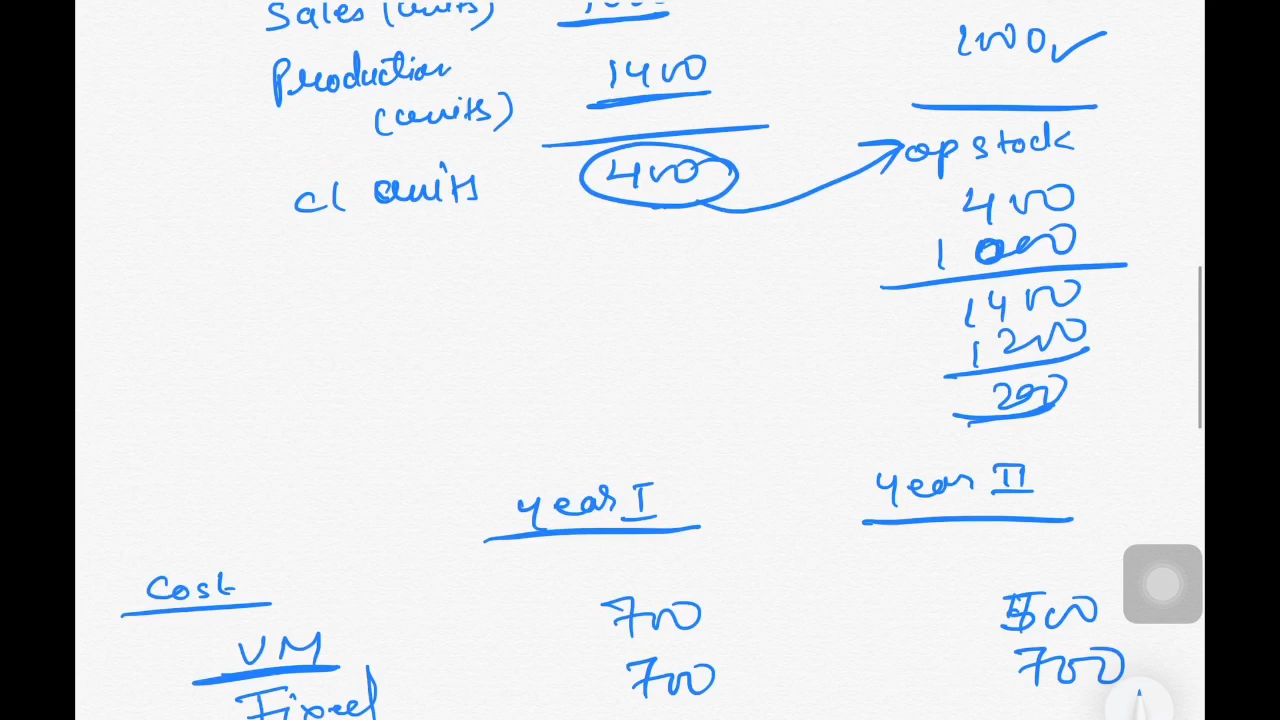 Sales (units)
Production 1400
(units)
1000
cl units 400
op stock
400
1000
1400
1200
200
Year I Year II
Cost
VM 700 500
Fixed 700 700